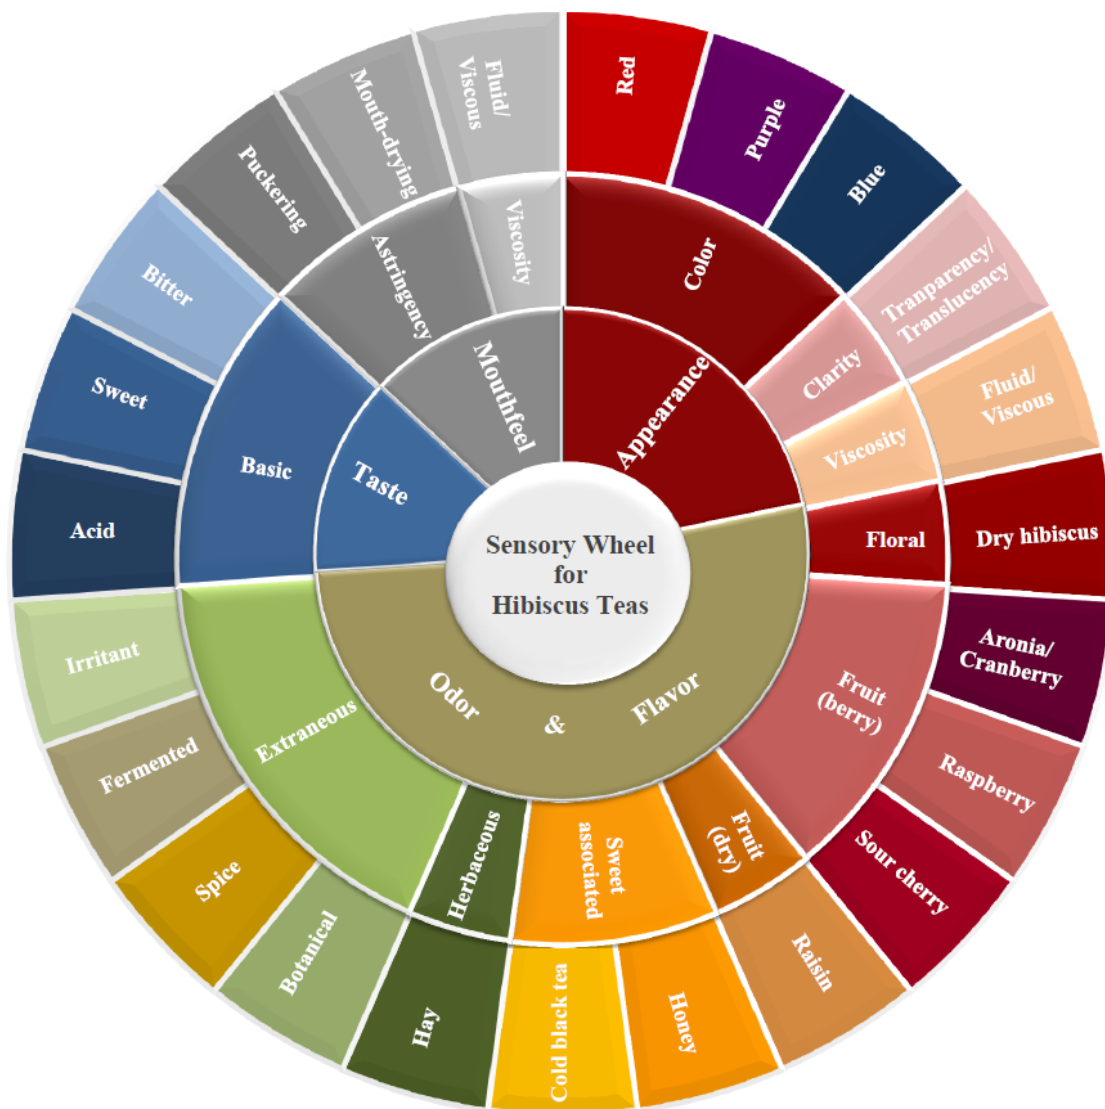 Sensory Wheel
for
Hibiscus Teas
Appearance
Odor & Flavor
Taste
Mouthfeel
Color
Clarity
Viscosity
Floral
Fruit
(berry)
Fruit
(dry)
Sweet
associated
Herbaceous
Extraneous
Basic
Astringency
Viscosity
Red
Purple
Blue
Tranparency/
Translucency
Fluid/
Viscous
Dry hibiscus
Aronia/
Cranberry
Raspberry
Sour cherry
Raisin
Honey
Cold black tea
Hay
Botanical
Spice
Fermented
Irritant
Acid
Sweet
Bitter
Puckering
Mouth-drying
Fluid/
Viscous